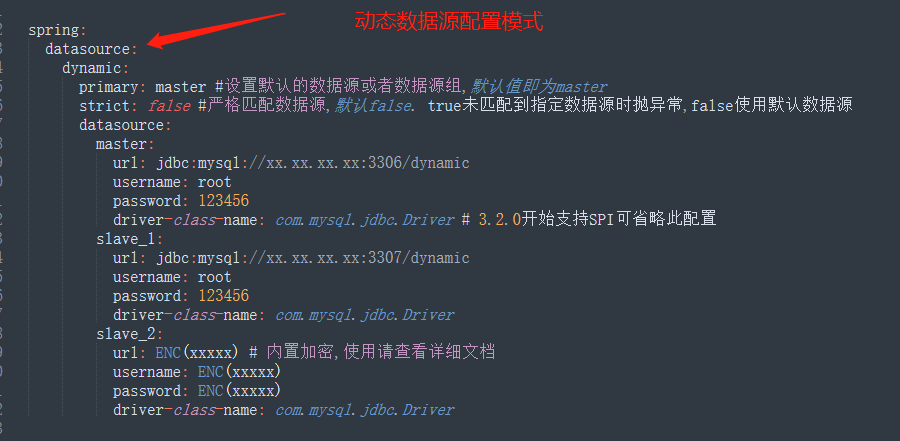 动态数据源配置模式
spring:
  datasource:
    dynamic:
      primary: master #设置默认的数据源或者数据源组,默认值即为master
      strict: false #严格匹配数据源,默认false. true未匹配到指定数据源时抛异常,false使用默认数据源
      datasource:
        master:
          url: jdbc:mysql://xx.xx.xx.xx:3306/dynamic
          username: root
          password: 123456
          driver-class-name: com.mysql.jdbc.Driver # 3.2.0开始支持SPI可省略此配置
        slave_1:
          url: jdbc:mysql://xx.xx.xx.xx:3307/dynamic
          username: root
          password: 123456
          driver-class-name: com.mysql.jdbc.Driver
        slave_2:
          url: ENC(xxxxx) # 内置加密,使用请查看详细文档
          username: ENC(xxxxx)
          password: ENC(xxxxx)
          driver-class-name: com.mysql.jdbc.Driver